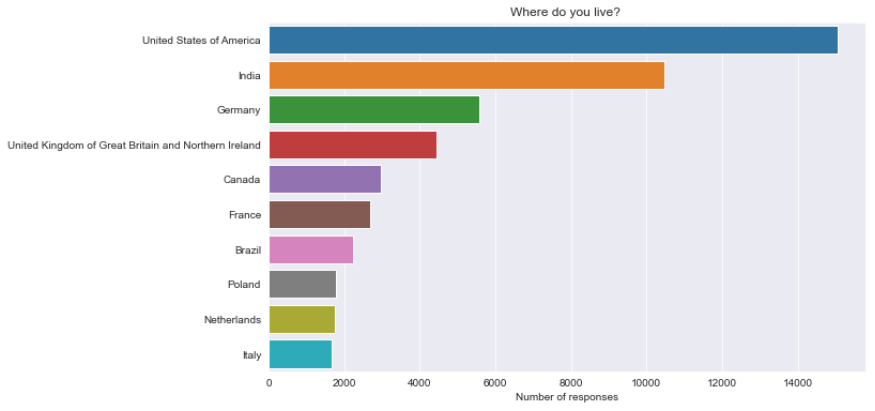 Where do you live?
United States of America
India
Germany
United Kingdom of Great Britain and Northern Ireland
Canada
France
Brazil
Poland
Netherlands
Italy
0 2000 4000 6000 8000 10000 12000 14000
Number of responses